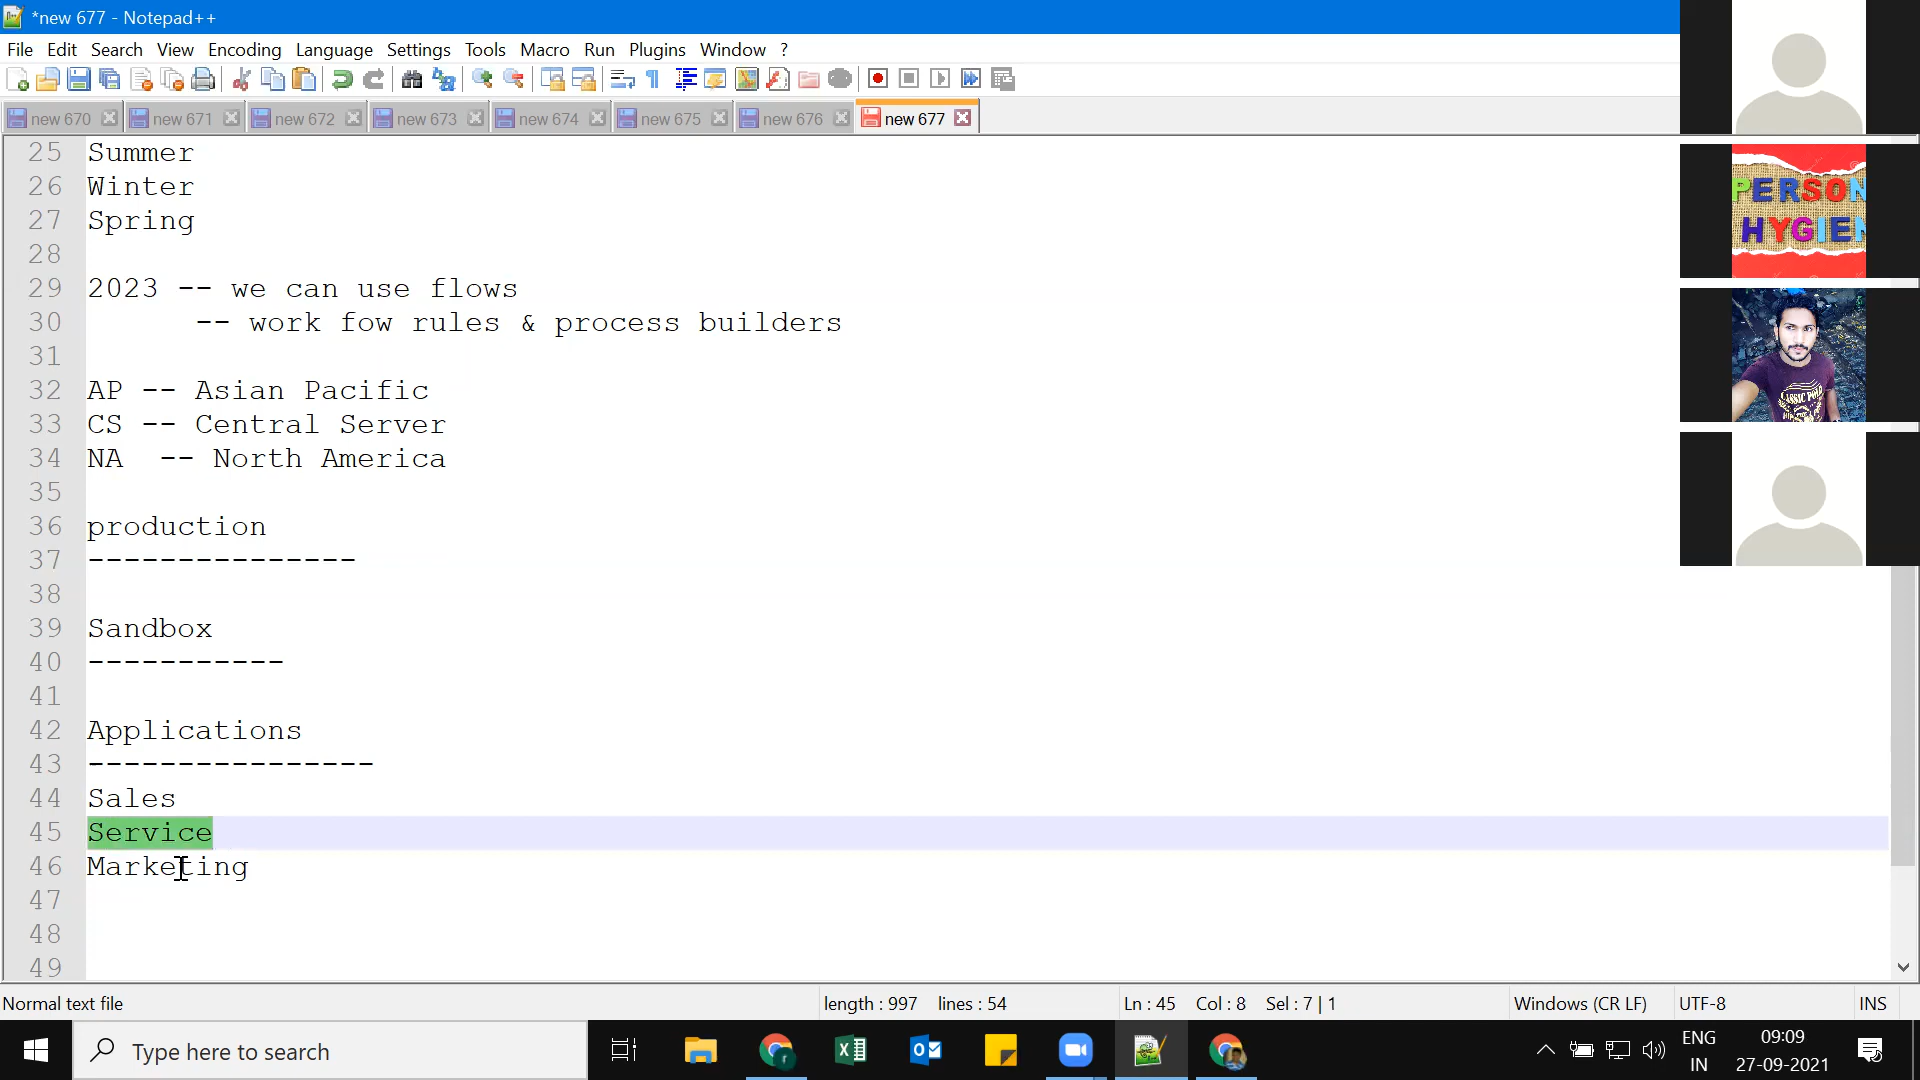 *new 677 - Notepad++
File Edit Search View Encoding Language Settings Tools Macro Run Plugins Window ?
new 670 new 671 new 672 new 673 new 674 new 675 new 676 new 677
25 Summer
26 Winter
27 Spring
28
29 2023 -- we can use flows
30 -- work fow rules & process builders
31
32 AP -- Asian Pacific
33 CS -- Central Server
34 NA -- North America
35
36 production
37 ---------------
38
39 Sandbox
40 -----------
41
42 Applications
43 ----------------
44 Sales
45 Service
46 Marketing
47
48
49
PERSON
HYGIEN
CLASSIC POLO
Normal text file length : 997 lines : 54 Ln : 45 Col : 8 Sel : 7 | 1 Windows (CR LF) UTF-8 INS
Type here to search
ENG
IN
09:09
27-09-2021